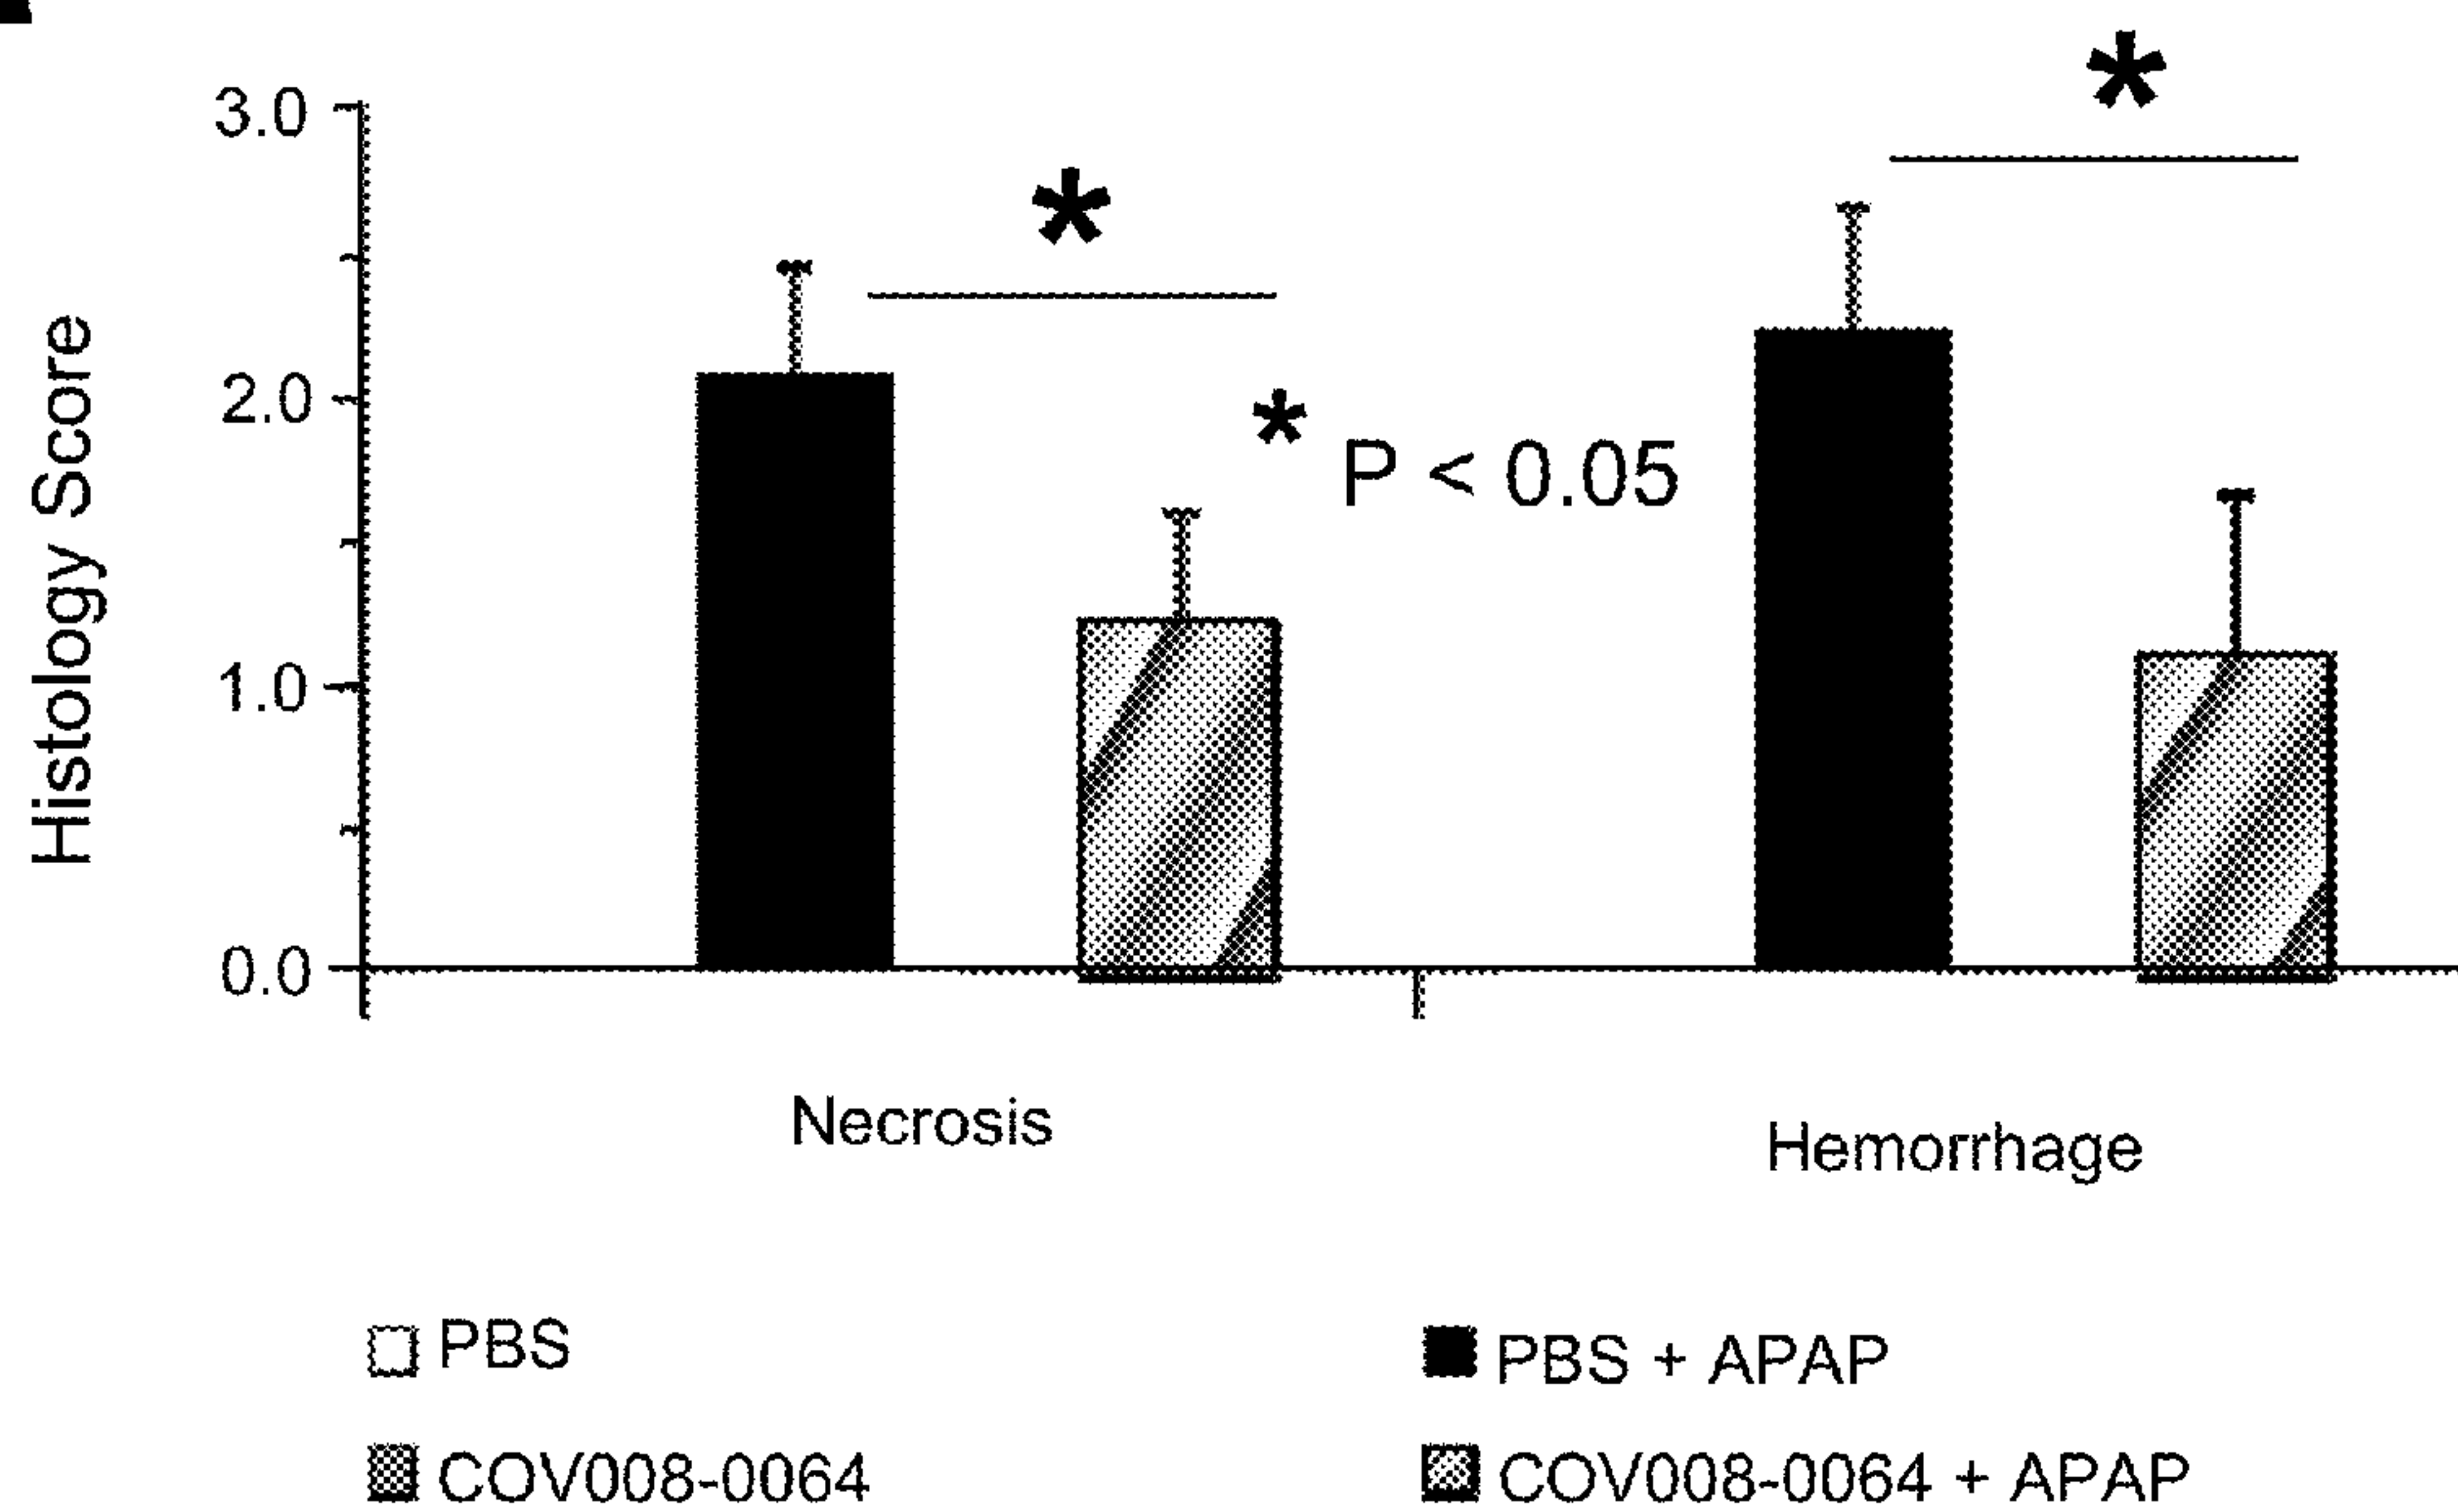 *
3.0
*
2.0
* P < 0.05
1.0
0.0
Histology Score
Necrosis
Hemorrhage
PBS
PBS + APAP
COV008-0064
COV008-0064 + APAP